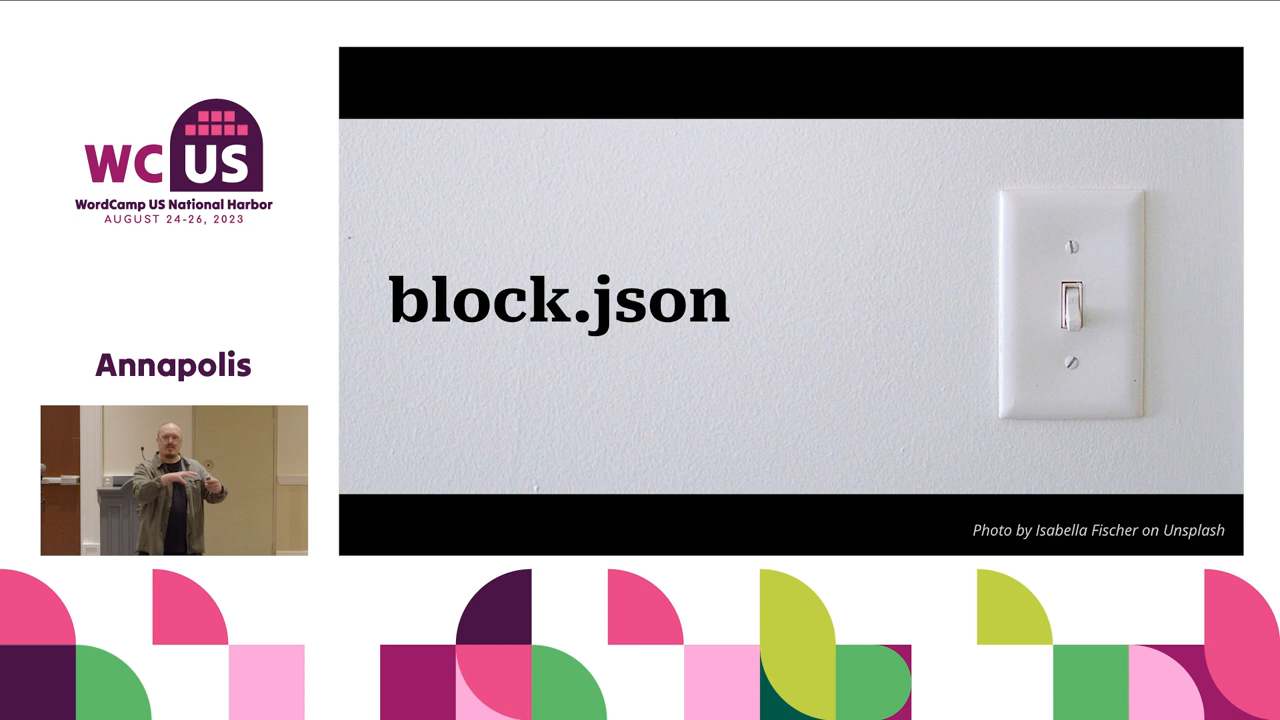 WC US
WordCamp US National Harbor
AUGUST 24-26, 2023
Annapolis
block.json
Photo by Isabella Fischer on Unsplash